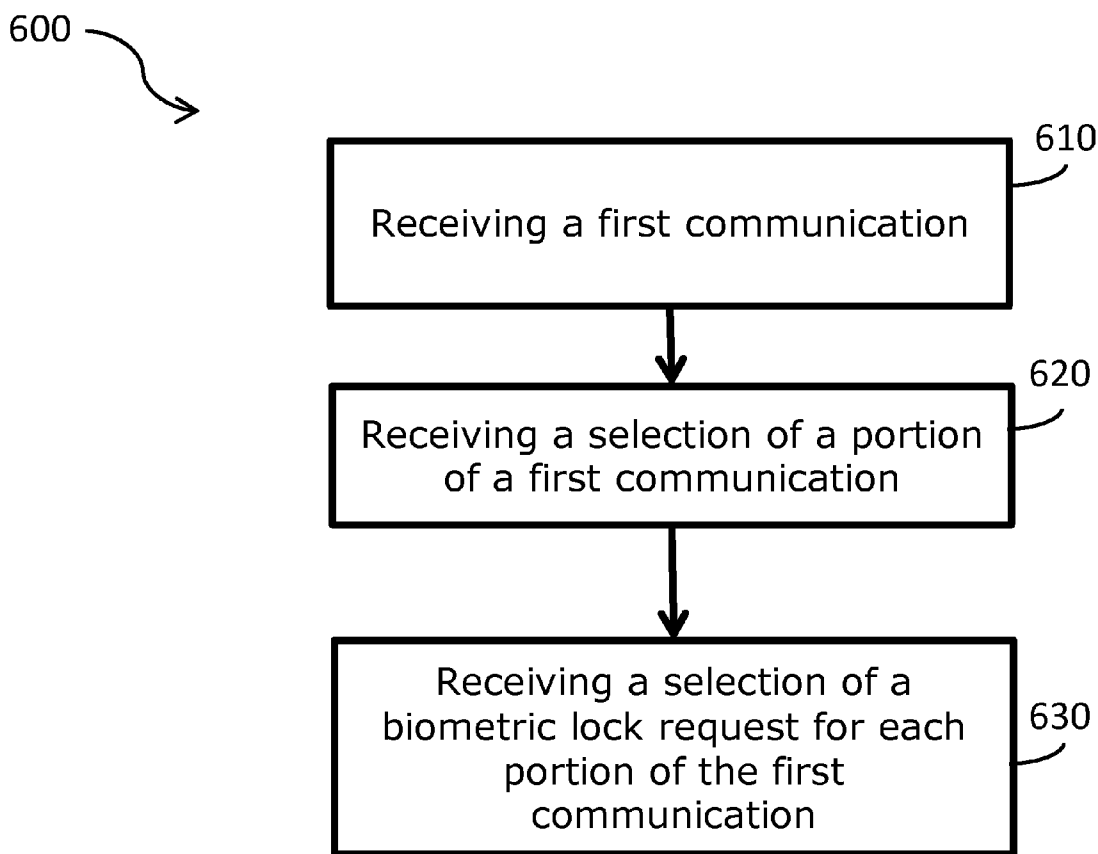 600
610
Receiving a first communication
620
Receiving a selection of a portion
of a first communication
Receiving a selection of a
biometric lock request for each
portion of the first
communication
630